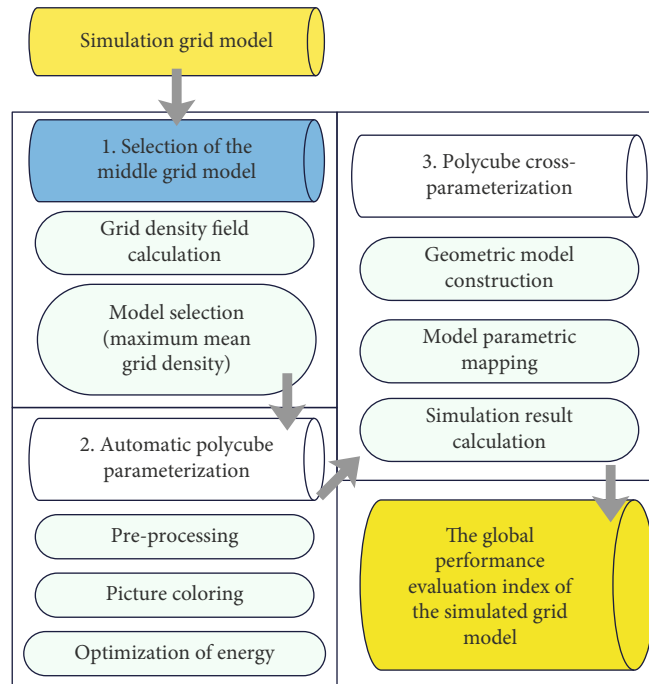 Simulation grid model
1. Selection of the
middle grid model
Grid density field
calculation
Model selection
(maximum mean
grid density)
2. Automatic polycube
parameterization
Pre-processing
Picture coloring
Optimization of energy
3. Polycube cross-
parameterization
Geometric model
construction
Model parametric
mapping
Simulation result
calculation
The global
performance
evaluation index of
the simulated grid
model